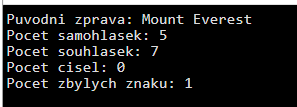 Puvodni zprava: Mount Everest
Pocet samohlasek: 5
Pocet souhlasek: 7
Pocet cisel: 0
Pocet zbylych znaku: 1